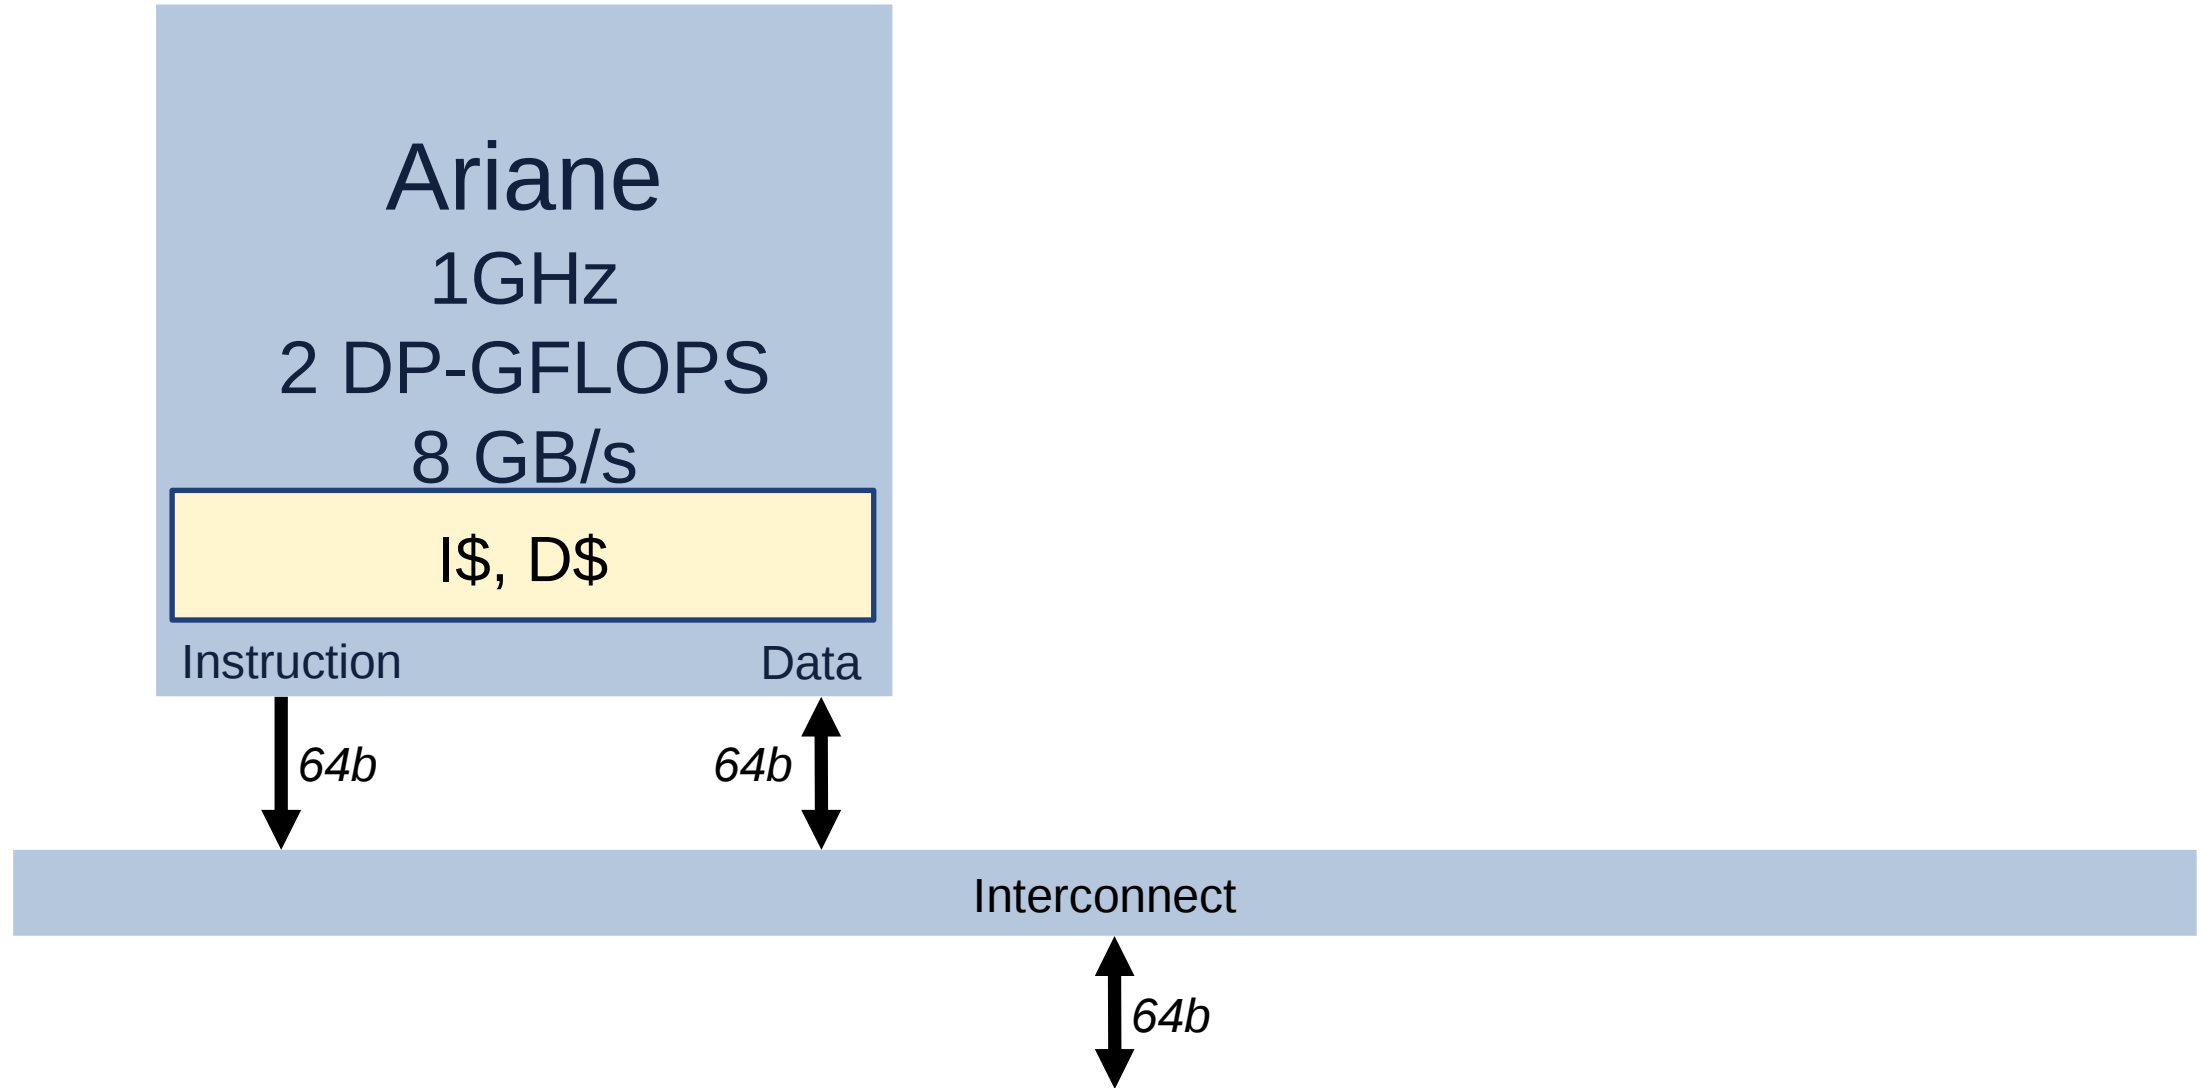 Ariane
1GHz
2 DP-GFLOPS
8 GB/s
I$, D$
Instruction Data
64b 64b
Interconnect
64b